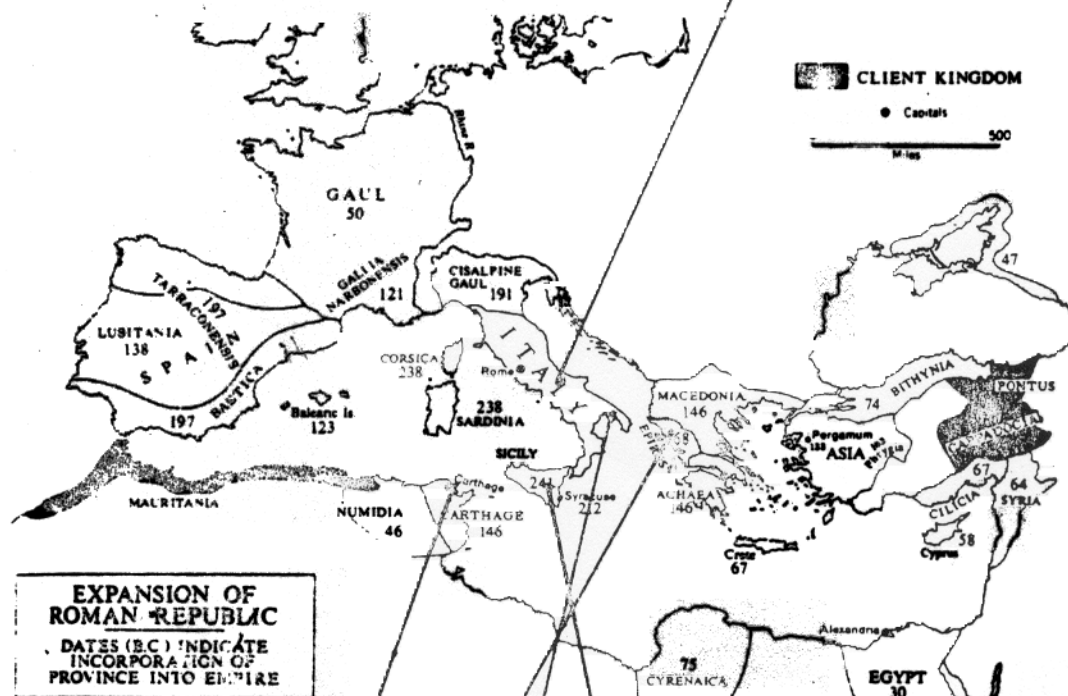 CLIENT KINGDOM
Capitals
500
Miles
Rhine R.
GAUL
50
47
GALLIA
NARBONENSIS
121
CISALPINE
GAUL
191
TARRACONENSIS
197
LUSITANIA
138
SPAIN
BAETICA
197
Balearic Is.
123
CORSICA
238
Rome
ITALY
238
SARDINIA
MACEDONIA
146
EPIRUS
BITHYNIA
74
PONTUS
Pergamum
133
ASIA
Phrygia
67
CILICIA
64
SYRIA
58
Cyprus
SICILY
241
Syracuse
212
ACHAEA
146
Crete
67
MAURITANIA
NUMIDIA
46
Carthage
CARTHAGE
146
Alexandria
75
CYRENAICA
EGYPT
30
EXPANSION OF
ROMAN REPUBLIC
DATES (B.C.) INDICATE
INCORPORATION OF
PROVINCE INTO EMPIRE